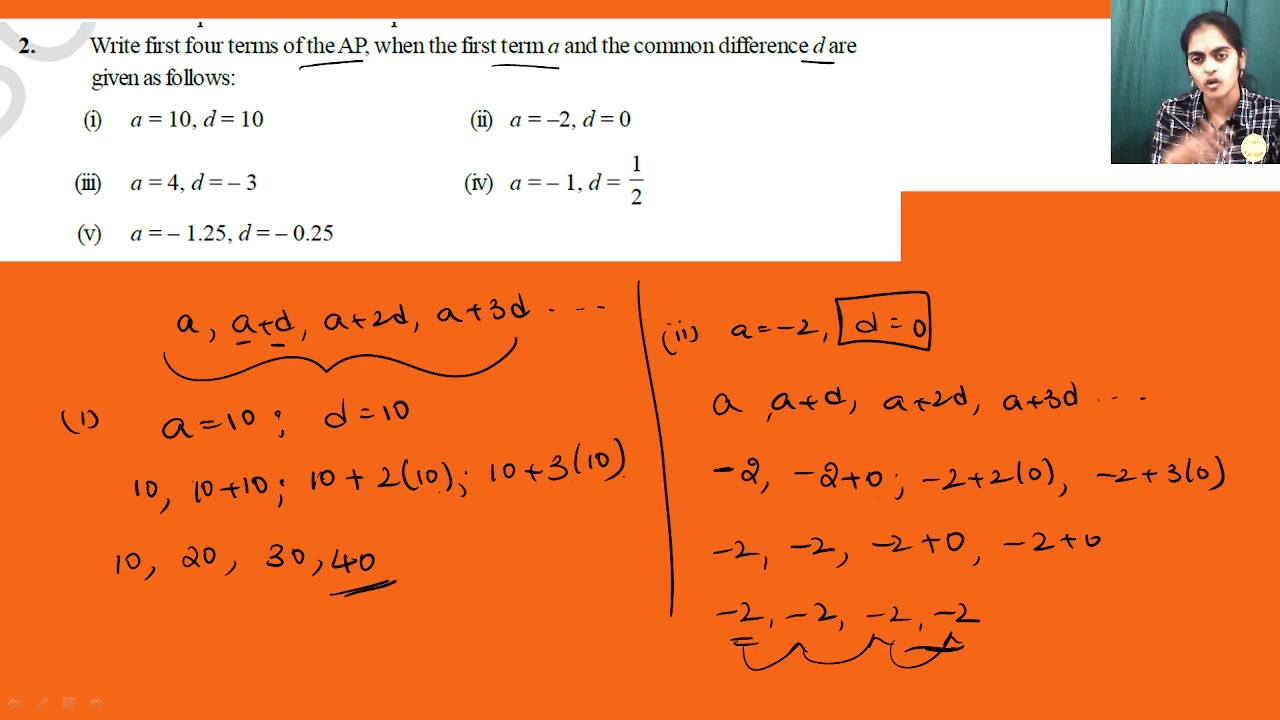 2. Write first four terms of the AP, when the first term a and the common difference d are
given as follows:
(i) a = 10, d = 10 (ii) a = –2, d = 0
(iii) a = 4, d = – 3 (iv) a = – 1, d = 1/2
(v) a = – 1.25, d = – 0.25
a, a+d, a+2d, a+3d ....
(i) a=10; d=10
10, 10+10; 10+2(10); 10+3(10)
10, 20, 30, 40
(ii) a=-2, d=0
a, a+d, a+2d, a+3d ....
-2, -2+0; -2+2(0), -2+3(0)
-2, -2, -2+0, -2+0
-2, -2, -2, -2